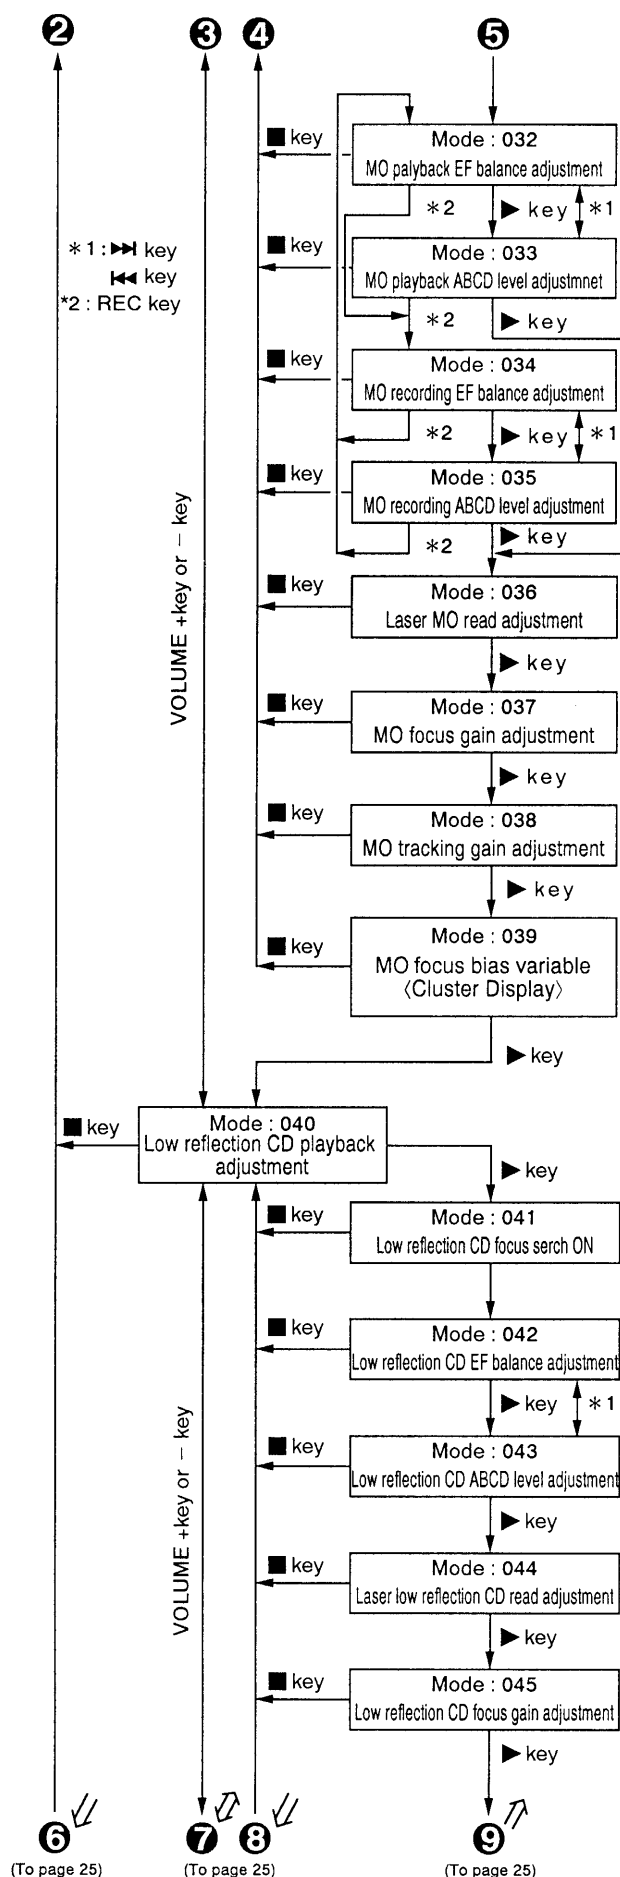 2 3 4 5
■ key
Mode : 032
MO palyback EF balance adjustment
*2 ▶ key *1
*1 : ▶▶| key
|◀◀ key
*2 : REC key
■ key
Mode : 033
MO playback ABCD level adjustmnet
*2 ▶ key
■ key
Mode : 034
MO recording EF balance adjustment
*2 ▶ key *1
■ key
Mode : 035
MO recording ABCD level adjustment
*2 ▶ key
VOLUME +key or − key
■ key
Mode : 036
Laser MO read adjustment
▶ key
■ key
Mode : 037
MO focus gain adjustment
▶ key
■ key
Mode : 038
MO tracking gain adjustment
▶ key
■ key
Mode : 039
MO focus bias variable
〈Cluster Display〉
▶ key
■ key
Mode : 040
Low reflection CD playback
adjustment
▶ key
■ key
Mode : 041
Low reflection CD focus serch ON
■ key
Mode : 042
Low reflection CD EF balance adjustment
▶ key *1
VOLUME +key or − key
■ key
Mode : 043
Low reflection CD ABCD level adjustment
▶ key
■ key
Mode : 044
Laser low reflection CD read adjustment
▶ key
■ key
Mode : 045
Low reflection CD focus gain adjustment
▶ key
6 7 8 9
(To page 25) (To page 25) (To page 25)